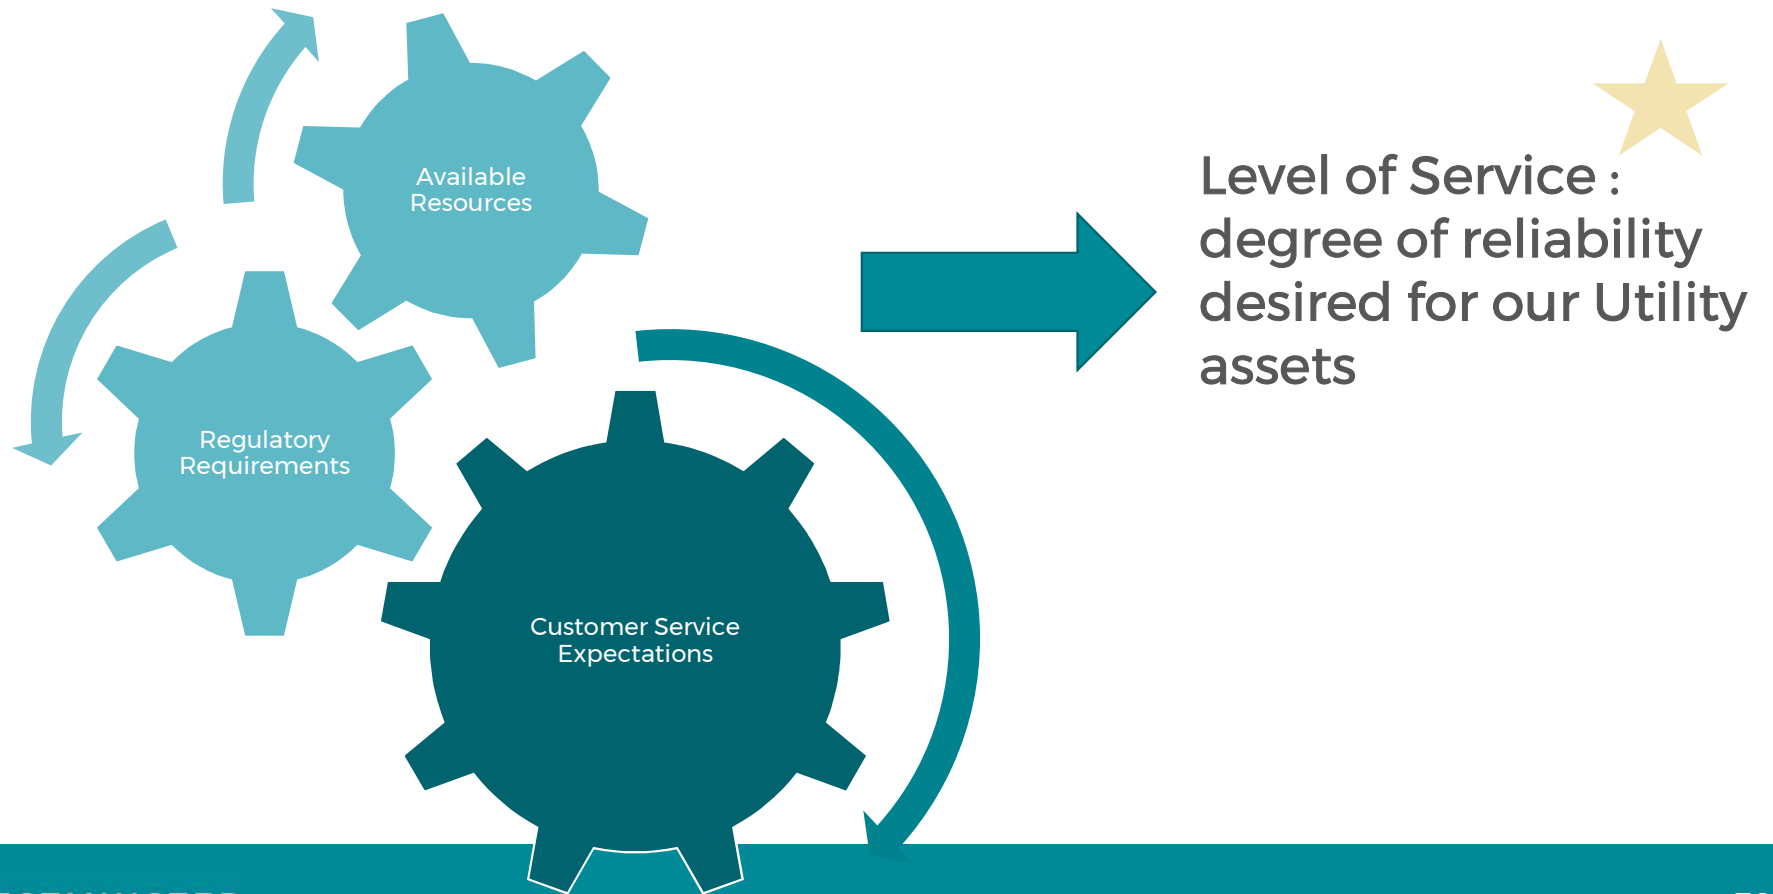 Available
Resources
Regulatory
Requirements
Customer Service
Expectations
Level of Service :
degree of reliability
desired for our Utility
assets